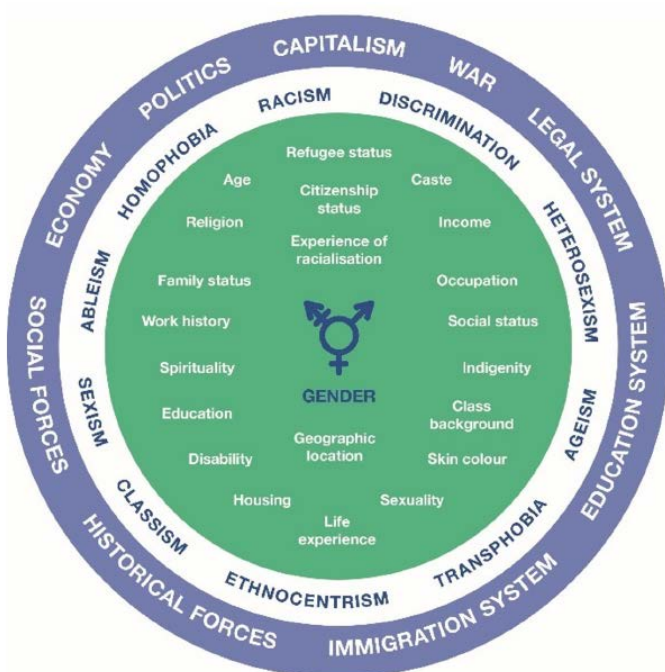 CAPITALISM
WAR
LEGAL SYSTEM
EDUCATION SYSTEM
IMMIGRATION SYSTEM
HISTORICAL FORCES
SOCIAL FORCES
ECONOMY
POLITICS
RACISM
DISCRIMINATION
HETEROSEXISM
AGEISM
TRANSPHOBIA
ETHNOCENTRISM
CLASSISM
SEXISM
ABLEISM
HOMOPHOBIA
Refugee status
Age
Citizenship
status
Caste
Religion
Income
Experience of
racialisation
Family status
Occupation
Work history
Social status
Spirituality
Indigenity
GENDER
Education
Class
background
Geographic
location
Disability
Skin colour
Housing
Sexuality
Life
experience